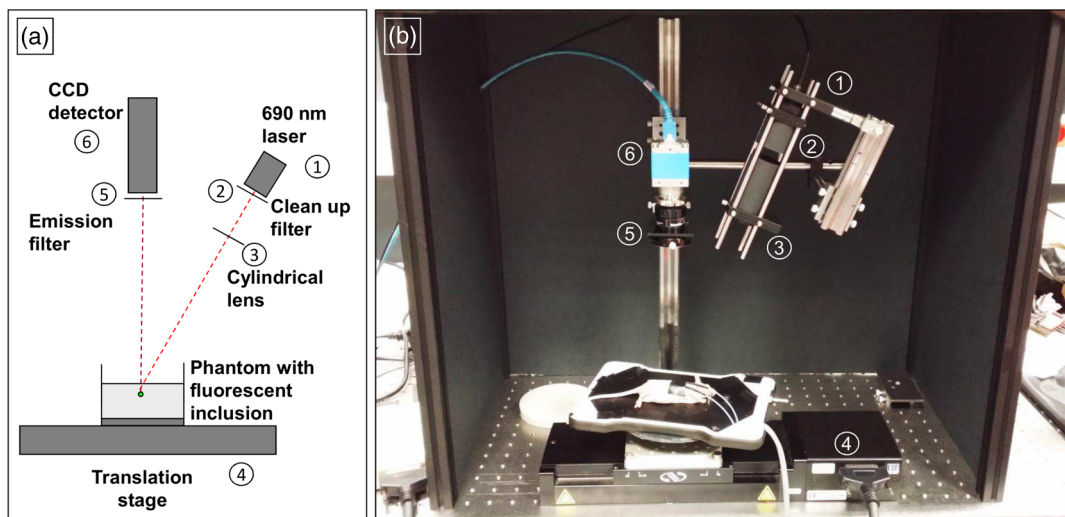 (a)
CCD
detector
⑥
690 nm
laser
①
②
⑤
Emission
filter
Clean up
filter
③
Cylindrical
lens
Phantom with
fluorescent
inclusion
Translation
stage
④
(b)
①
②
⑥
⑤
③
④